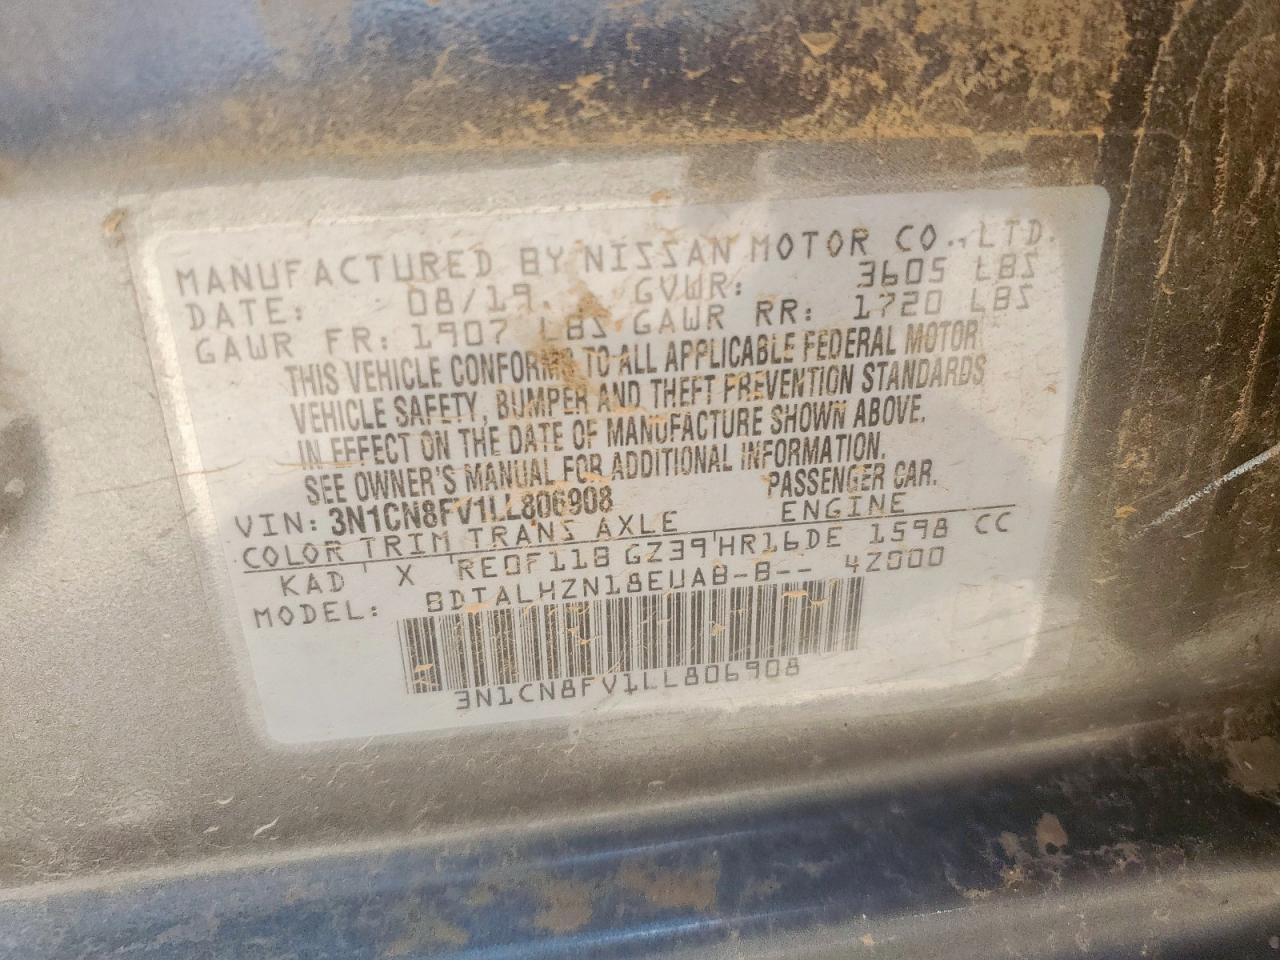 MANUFACTURED BY NISSAN MOTOR CO., LTD.
DATE: 08/19 GVWR: 3605 LBS
GAWR FR: 1907 LBS GAWR RR: 1720 LBS
THIS VEHICLE CONFORMS TO ALL APPLICABLE FEDERAL MOTOR
VEHICLE SAFETY, BUMPER AND THEFT PREVENTION STANDARDS
IN EFFECT ON THE DATE OF MANUFACTURE SHOWN ABOVE.
SEE OWNER'S MANUAL FOR ADDITIONAL INFORMATION.
VIN: 3N1CN8FV1LL806908 PASSENGER CAR.
COLOR TRIM TRANS AXLE ENGINE
KAD X RE0F11B GZ39 HR16DE 1598 CC
MODEL: BDTALHZN18EUA8-B-- 4Z000
3N1CN8FV1LL806908